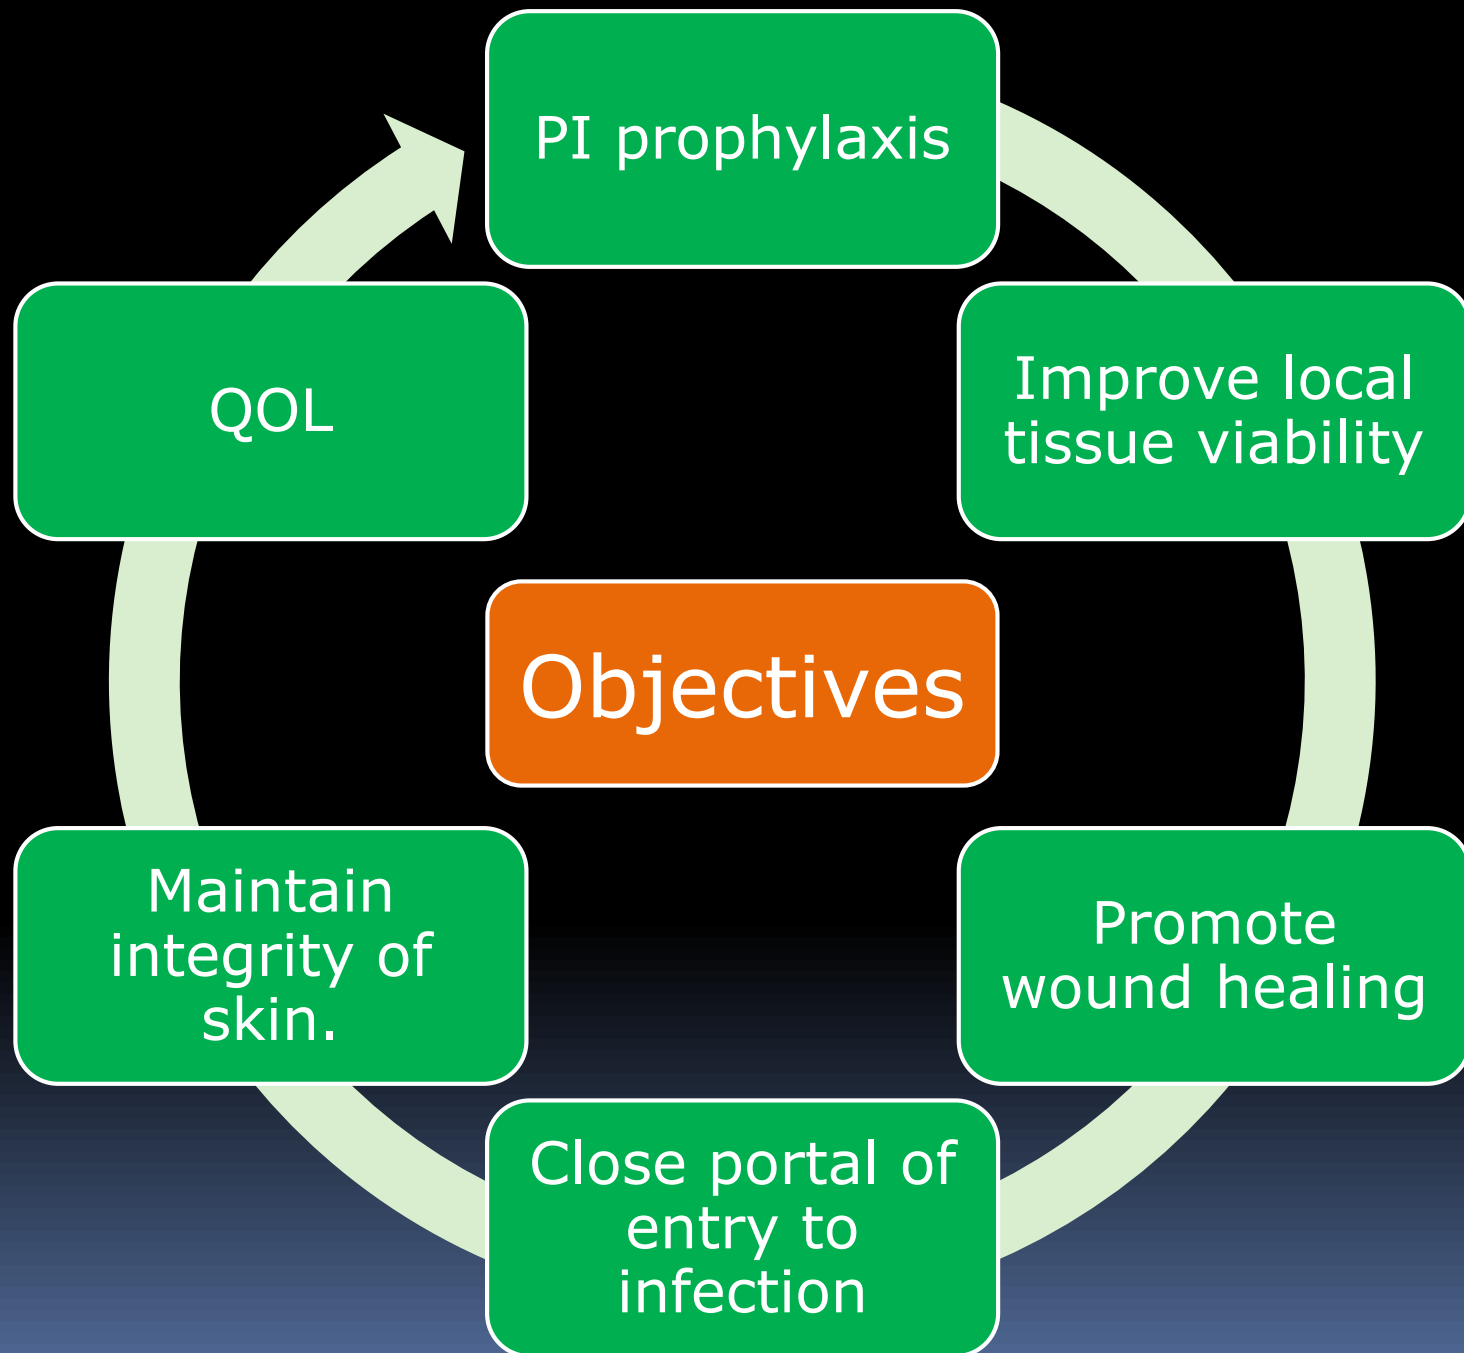 PI prophylaxis
Improve local
tissue viability
Promote
wound healing
Close portal of
entry to
infection
Maintain
integrity of
skin.
QOL
Objectives